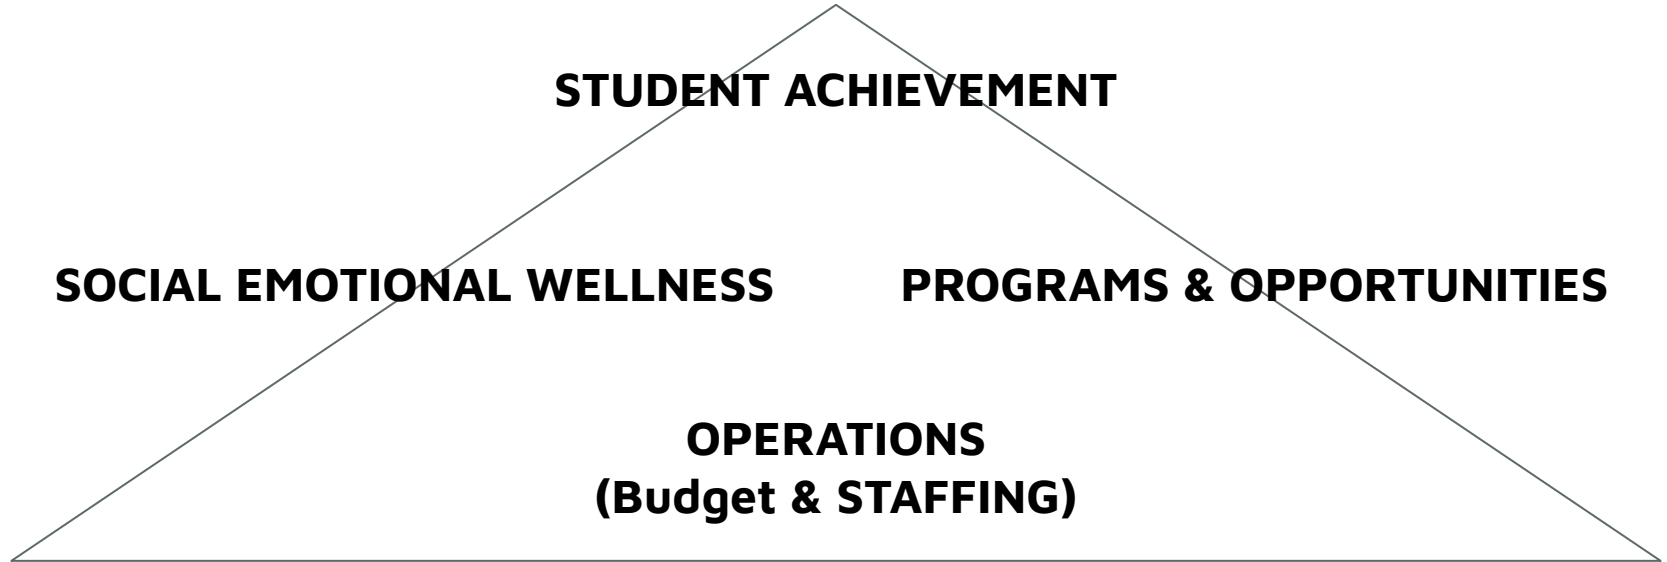 STUDENT ACHIEVEMENT
SOCIAL EMOTIONAL WELLNESS
PROGRAMS & OPPORTUNITIES
OPERATIONS
(Budget & STAFFING)